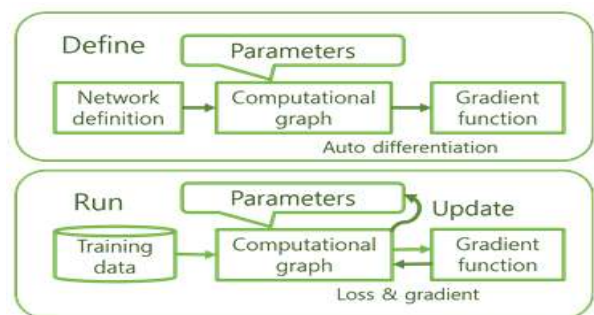 Define
Parameters
Network
definition
Computational
graph
Gradient
function
Auto differentiation
Run
Parameters
Update
Training
data
Computational
graph
Gradient
function
Loss & gradient